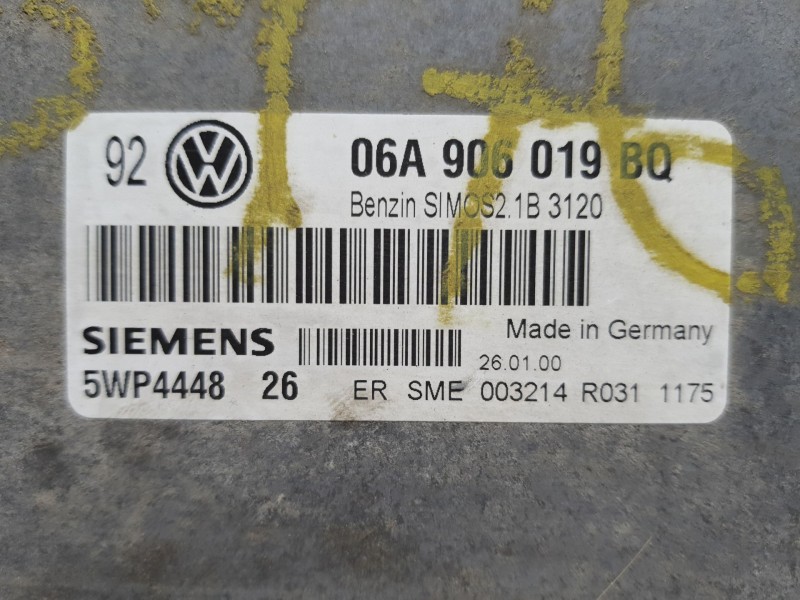 92 VW 06A 906 019 BQ
Benzin SIMOS2.1B 3120
SIEMENS Made in Germany
26.01.00
5WP4448 26 ER SME 003214 R031 1175